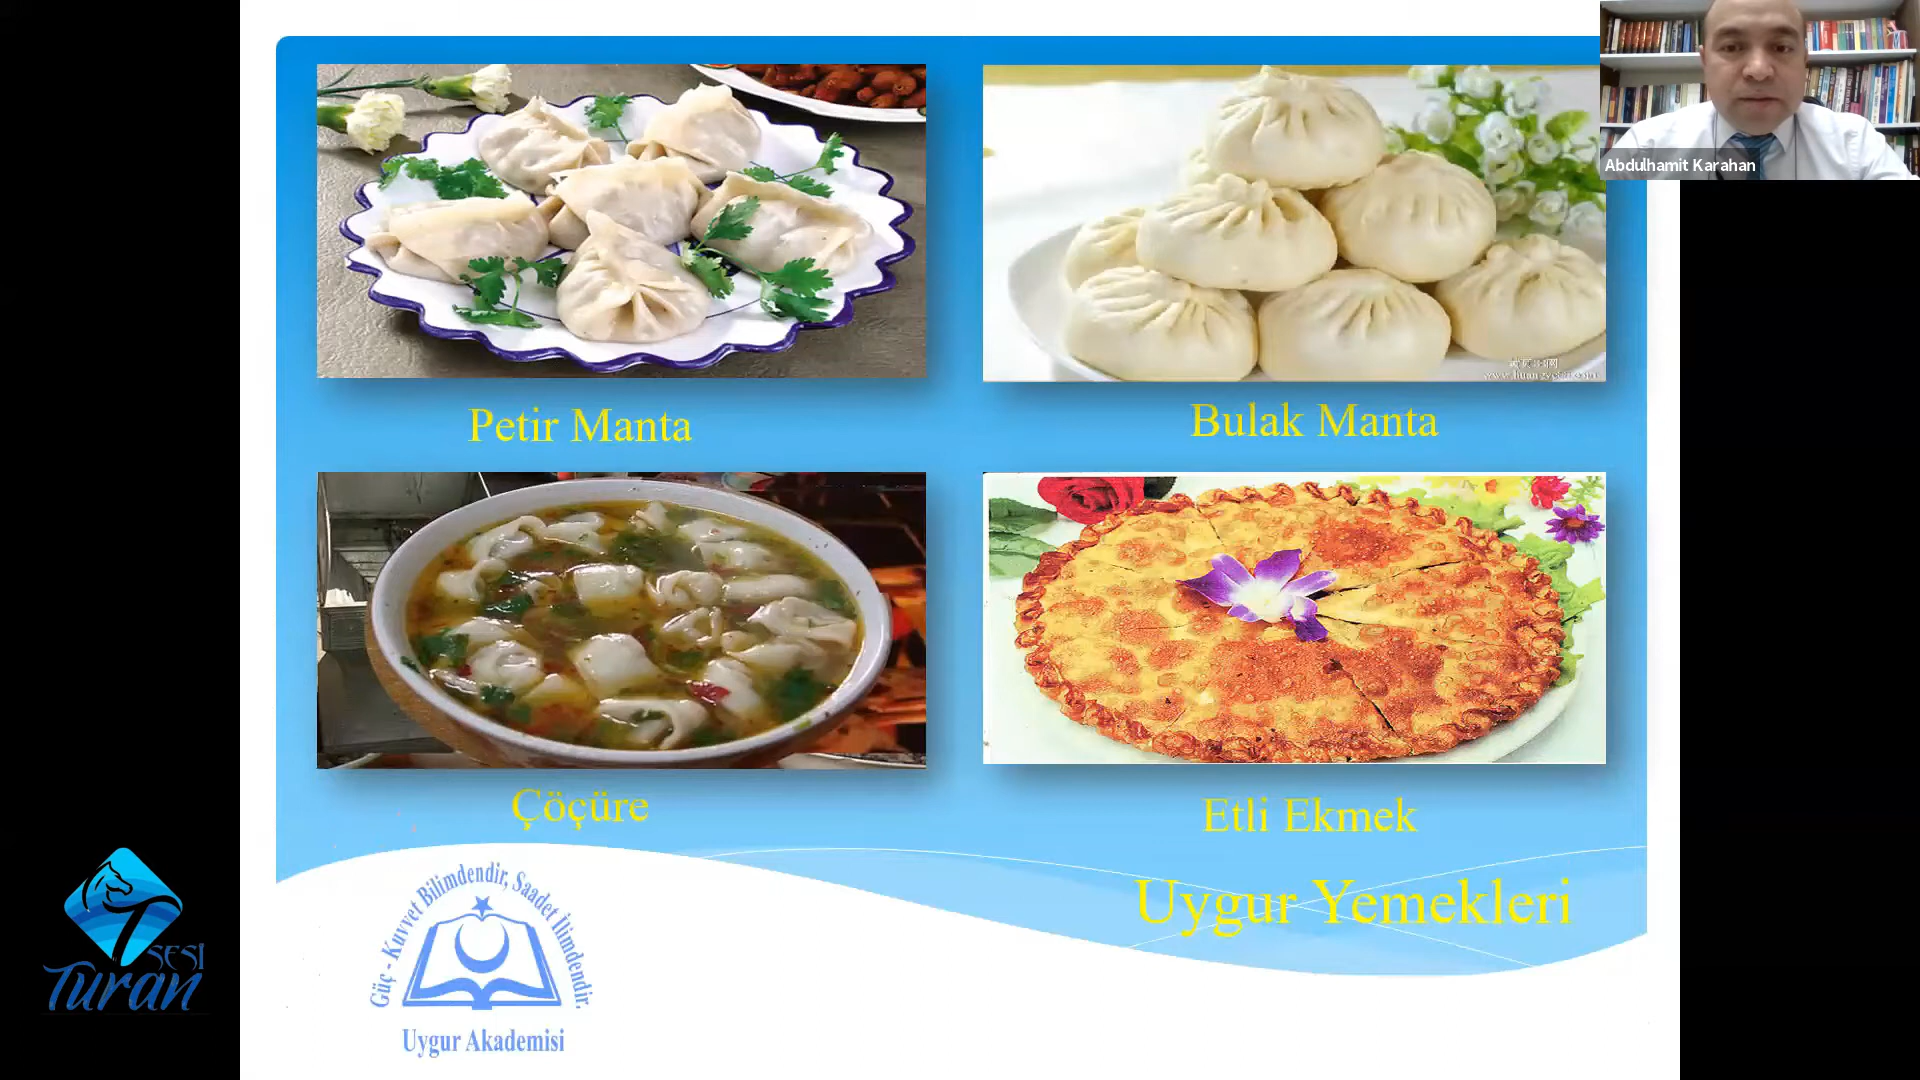 Abdulhamit Karahan
Petir Manta
Bulak Manta
Çöçüre
Etli Ekmek
Uygur Yemekleri
Güç - Kuvvet Bilimdendir, Saadet İlimdendir.
Uygur Akademisi
SESİ
Turan